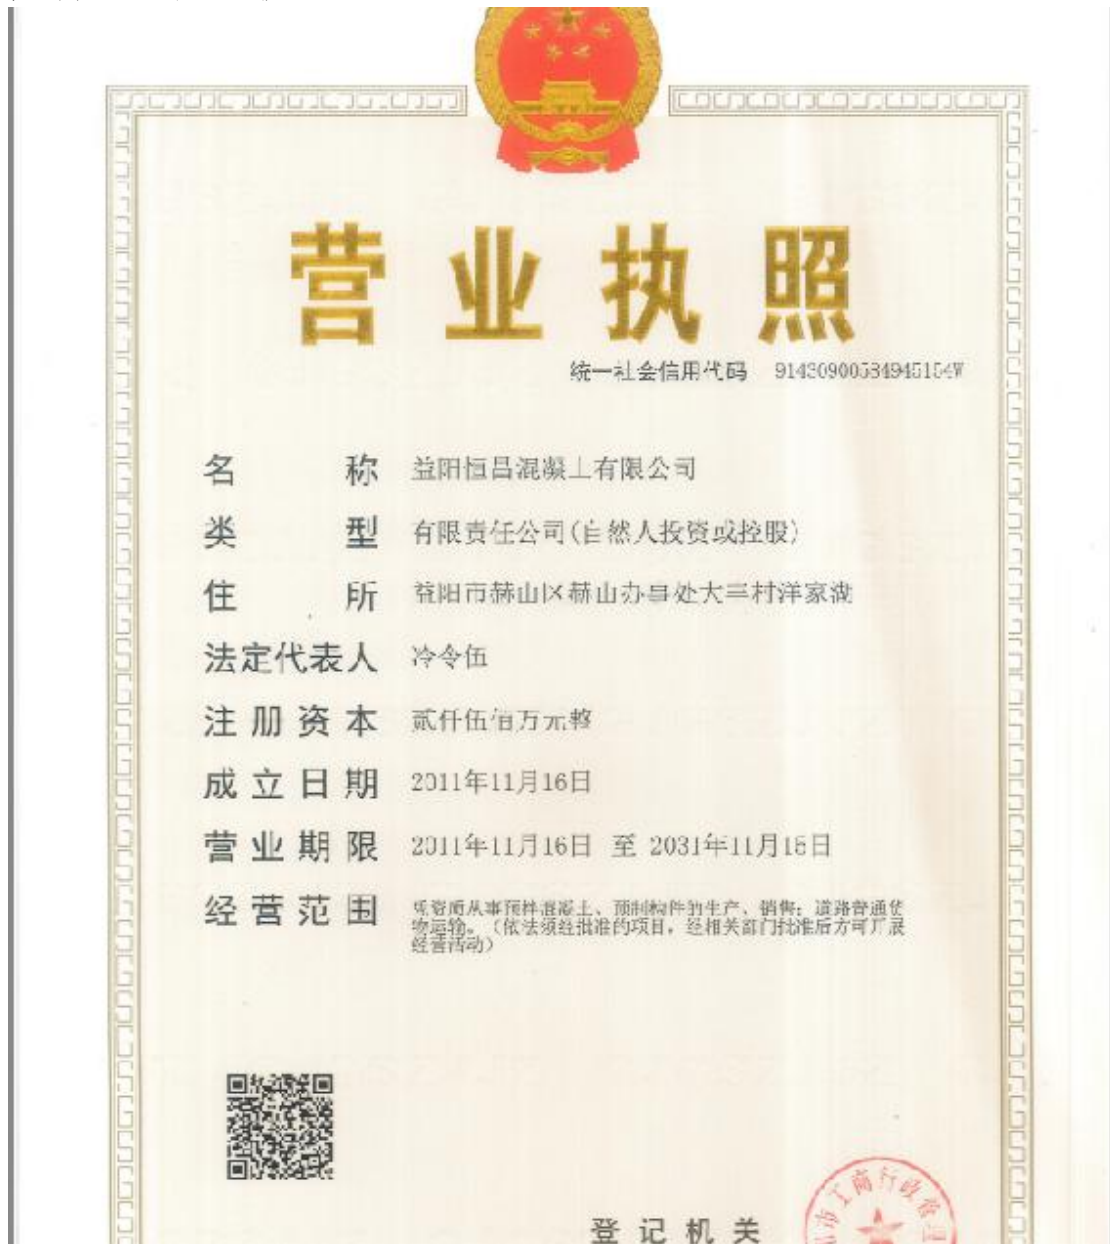 营业执照
统一社会信用代码 91430900584945154W
名称 益阳恒昌混凝土有限公司
类型 有限责任公司(自然人投资或控股)
住所 益阳市赫山区赫山办事处大丰村洋家湖
法定代表人 冷令伍
注册资本 贰仟伍佰万元整
成立日期 2011年11月16日
营业期限 2011年11月16日 至 2031年11月15日
经营范围 凭资质从事预拌混凝土、预制构件的生产、销售；道路普通货
物运输。（依法须经批准的项目，经相关部门批准后方可开展
经营活动）
市工商行政管理
登记机关